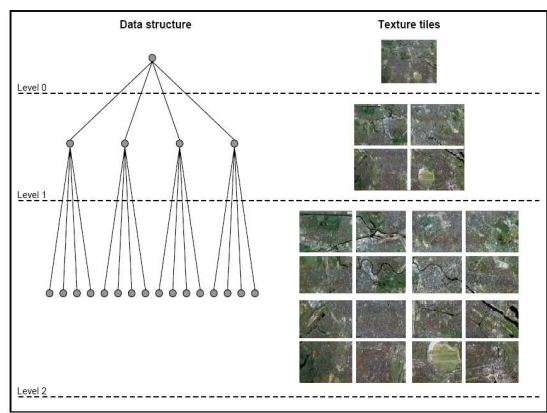 Data structure
Texture tiles
Level 0
Level 1
Level 2